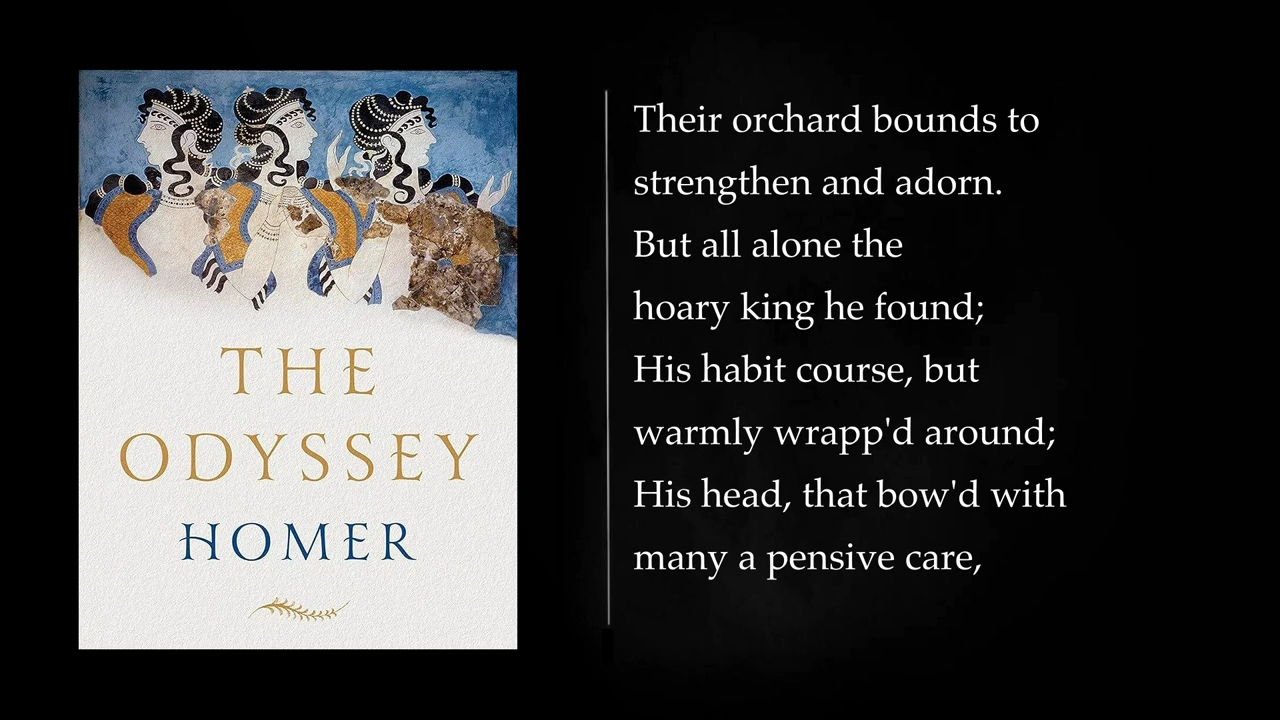 THE
ODYSSEY
HOMER
Their orchard bounds to
strengthen and adorn.
But all alone the
hoary king he found;
His habit course, but
warmly wrapp'd around;
His head, that bow'd with
many a pensive care,